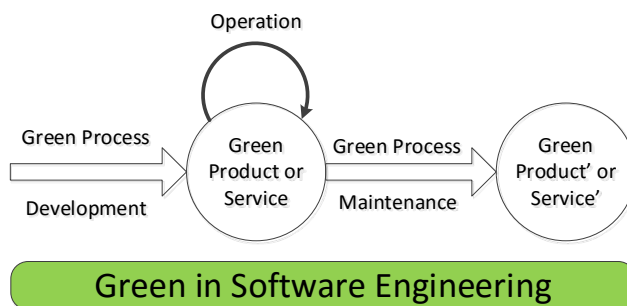 Operation
Green Process
Development
Green
Product or
Service
Green Process
Maintenance
Green
Product’ or
Service’
Green in Software Engineering